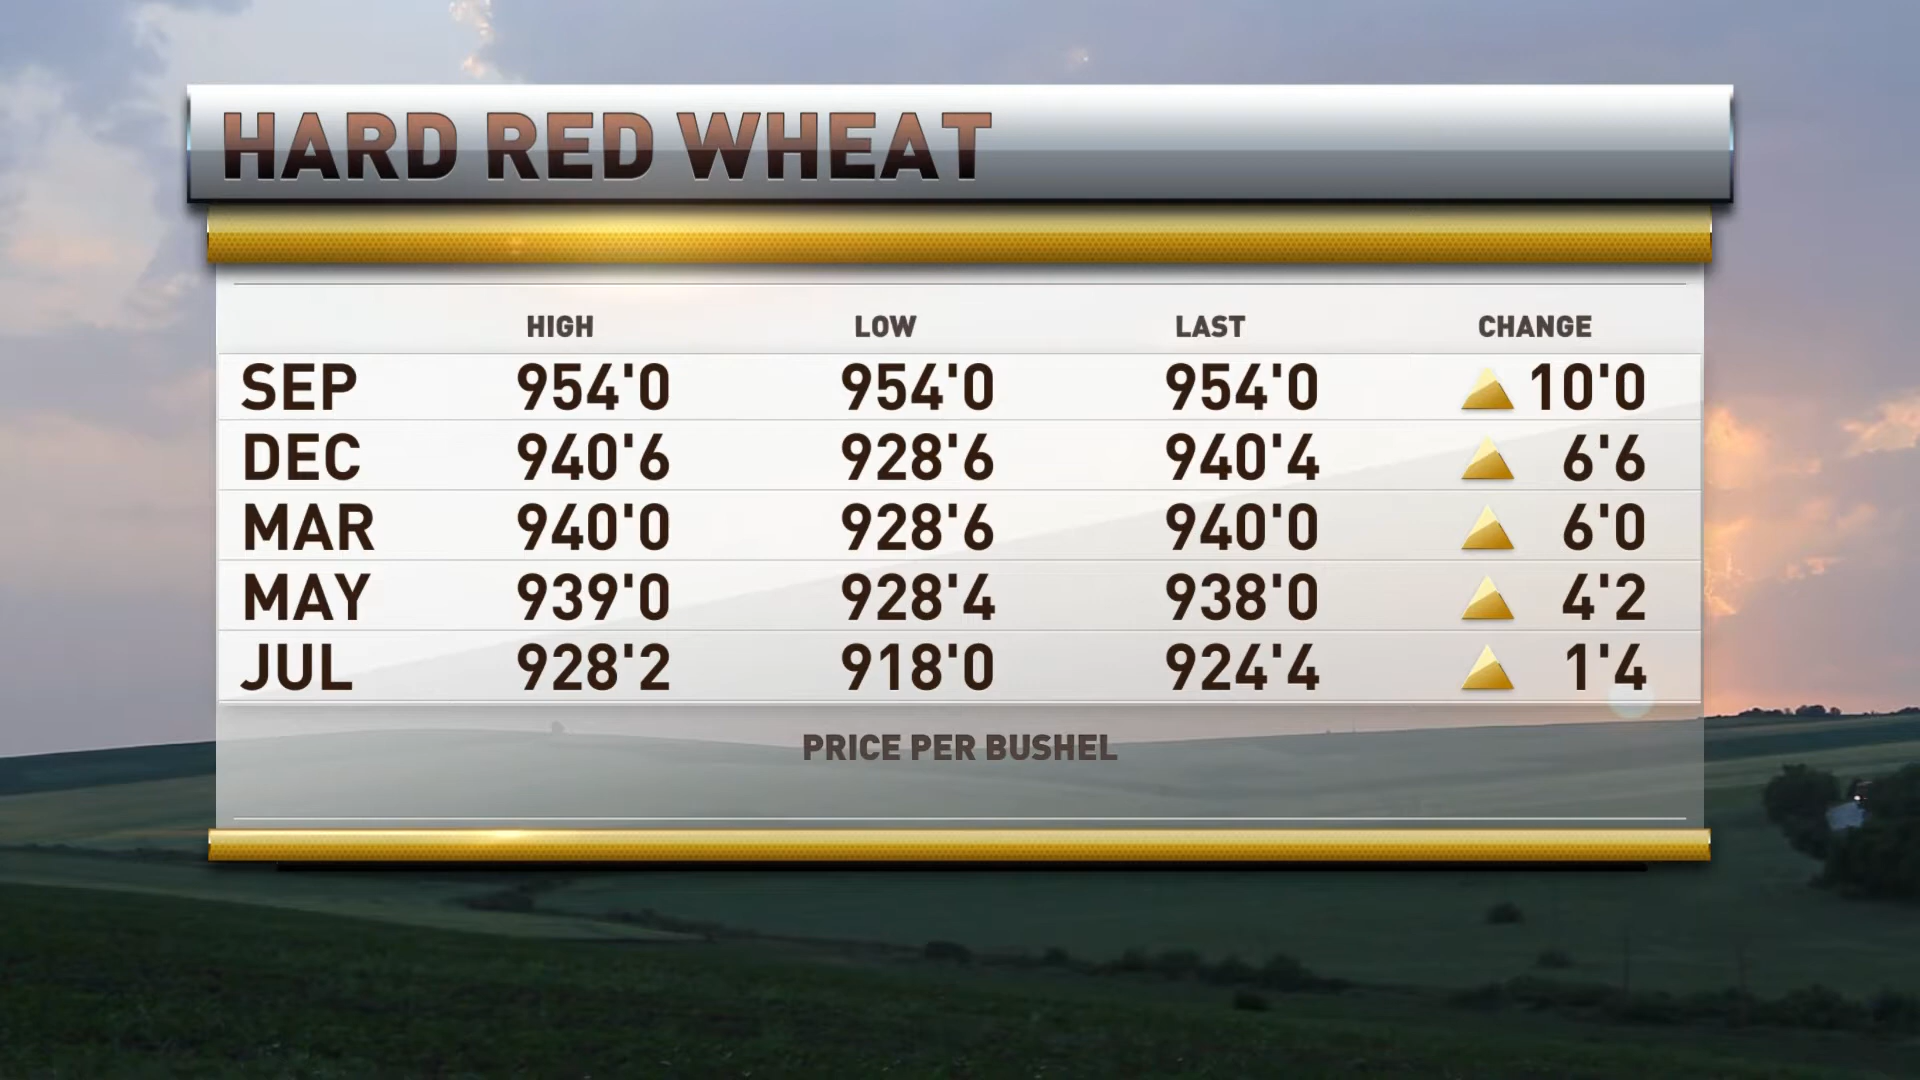 HARD RED WHEAT
HIGH LOW LAST CHANGE
SEP 954'0 954'0 954'0 10'0
DEC 940'6 928'6 940'4 6'6
MAR 940'0 928'6 940'0 6'0
MAY 939'0 928'4 938'0 4'2
JUL 928'2 918'0 924'4 1'4
PRICE PER BUSHEL